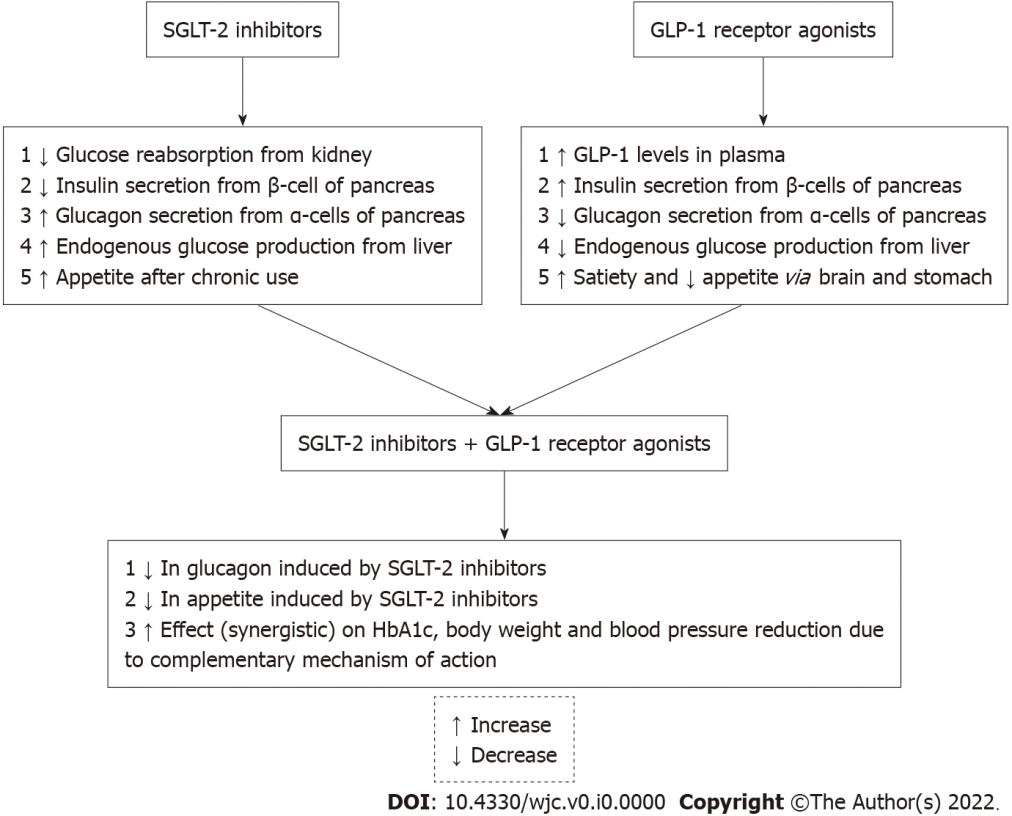 SGLT-2 inhibitors
GLP-1 receptor agonists
1 ↓ Glucose reabsorption from kidney
2 ↓ Insulin secretion from β-cell of pancreas
3 ↑ Glucagon secretion from α-cells of pancreas
4 ↑ Endogenous glucose production from liver
5 ↑ Appetite after chronic use
1 ↑ GLP-1 levels in plasma
2 ↑ Insulin secretion from β-cells of pancreas
3 ↓ Glucagon secretion from α-cells of pancreas
4 ↓ Endogenous glucose production from liver
5 ↑ Satiety and ↓ appetite via brain and stomach
SGLT-2 inhibitors + GLP-1 receptor agonists
1 ↓ In glucagon induced by SGLT-2 inhibitors
2 ↓ In appetite induced by SGLT-2 inhibitors
3 ↑ Effect (synergistic) on HbA1c, body weight and blood pressure reduction due
to complementary mechanism of action
↑ Increase
↓ Decrease
DOI: 10.4330/wjc.v0.i0.0000 Copyright ©The Author(s) 2022.